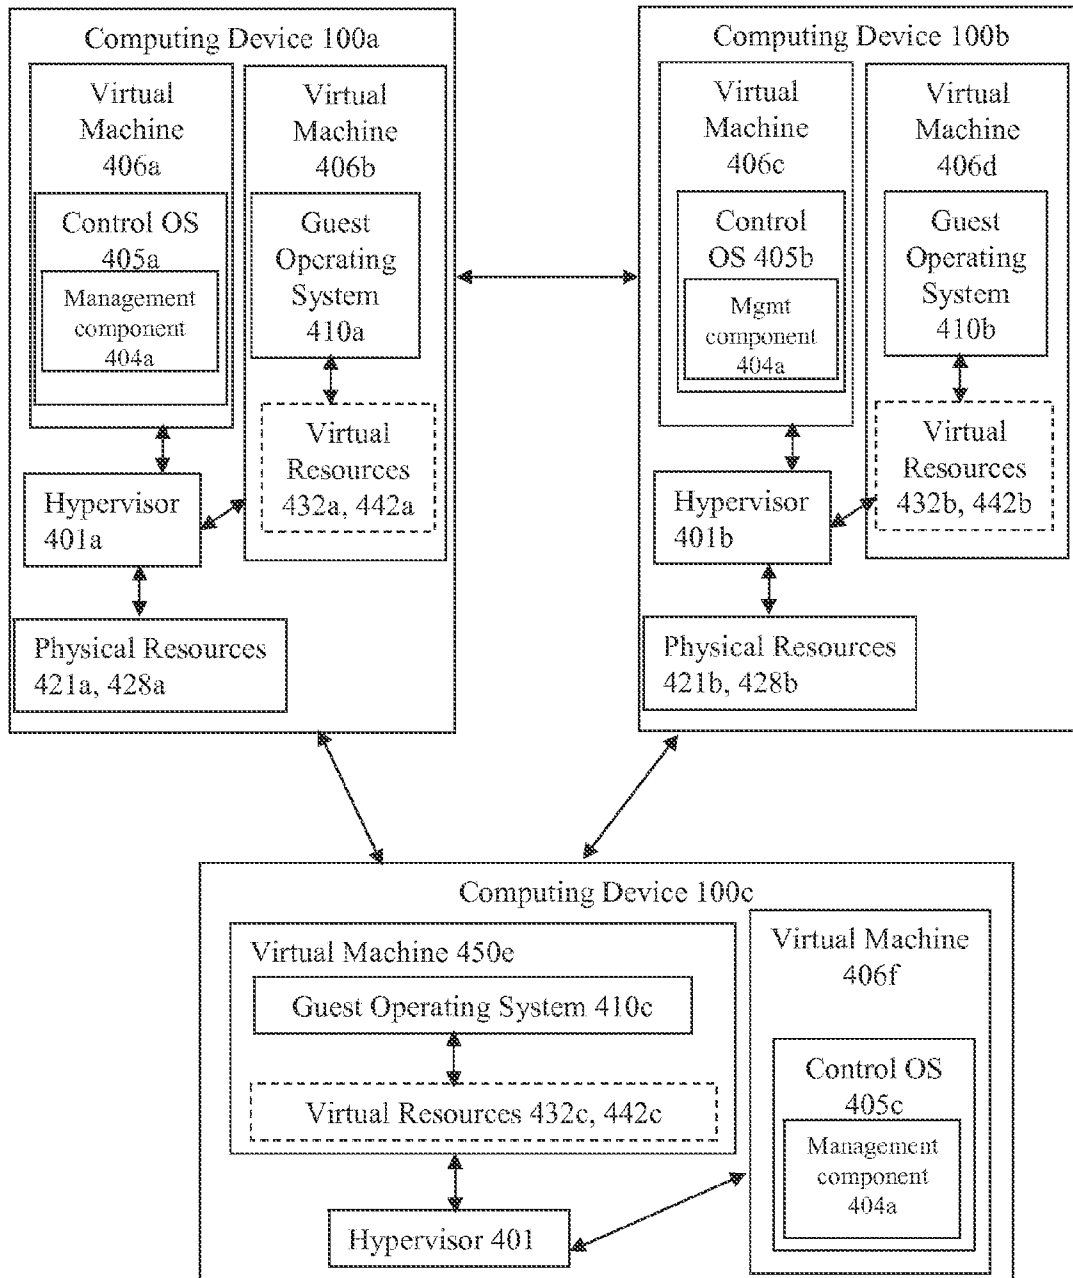 Computing Device 100a
Virtual
Machine
406a
Control OS
405a
Management
component
404a
Virtual
Machine
406b
Guest
Operating
System
410a
Virtual
Resources
432a, 442a
Hypervisor
401a
Physical Resources
421a, 428a
Computing Device 100b
Virtual
Machine
406c
Control
OS 405b
Mgmt
component
404a
Virtual
Machine
406d
Guest
Operating
System
410b
Virtual
Resources
432b, 442b
Hypervisor
401b
Physical Resources
421b, 428b
Computing Device 100c
Virtual Machine 450e
Guest Operating System 410c
Virtual Resources 432c, 442c
Hypervisor 401
Virtual Machine
406f
Control OS
405c
Management
component
404a